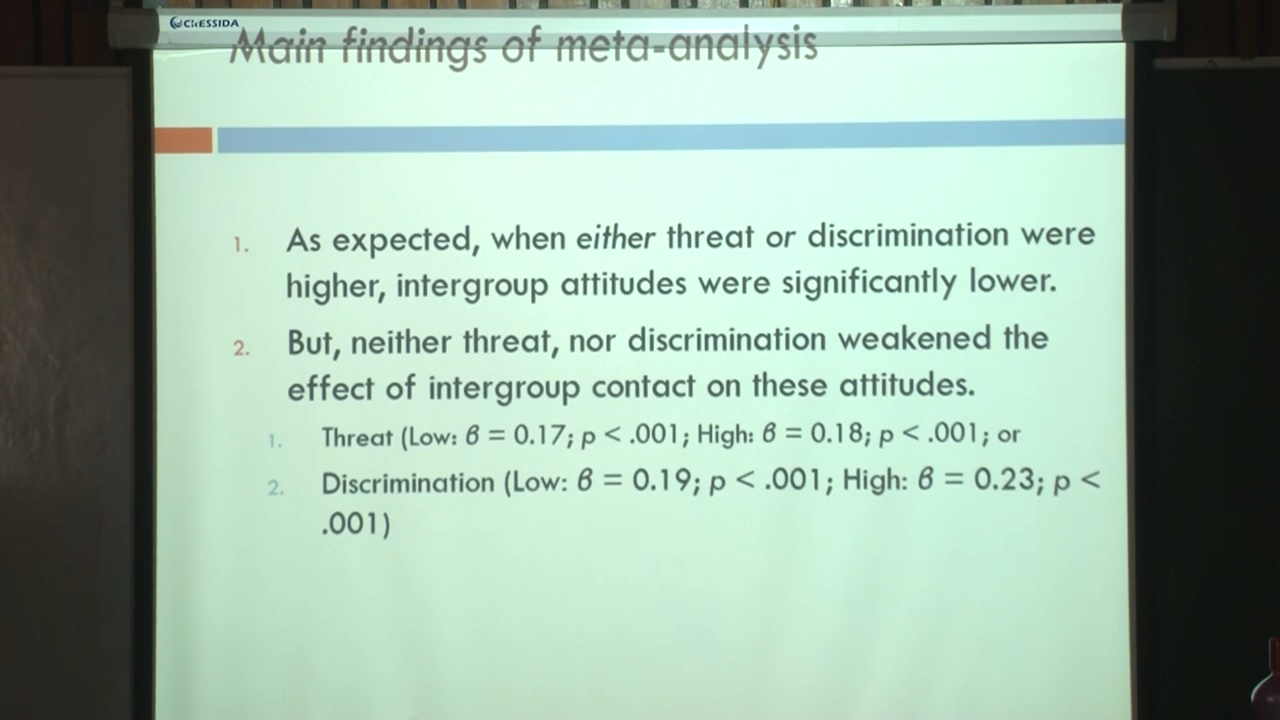 CRESSIDA
Main findings of meta-analysis
1. As expected, when either threat or discrimination were
higher, intergroup attitudes were significantly lower.
2. But, neither threat, nor discrimination weakened the
effect of intergroup contact on these attitudes.
1. Threat (Low: β = 0.17; p < .001; High: β = 0.18; p < .001; or
2. Discrimination (Low: β = 0.19; p < .001; High: β = 0.23; p <
.001)